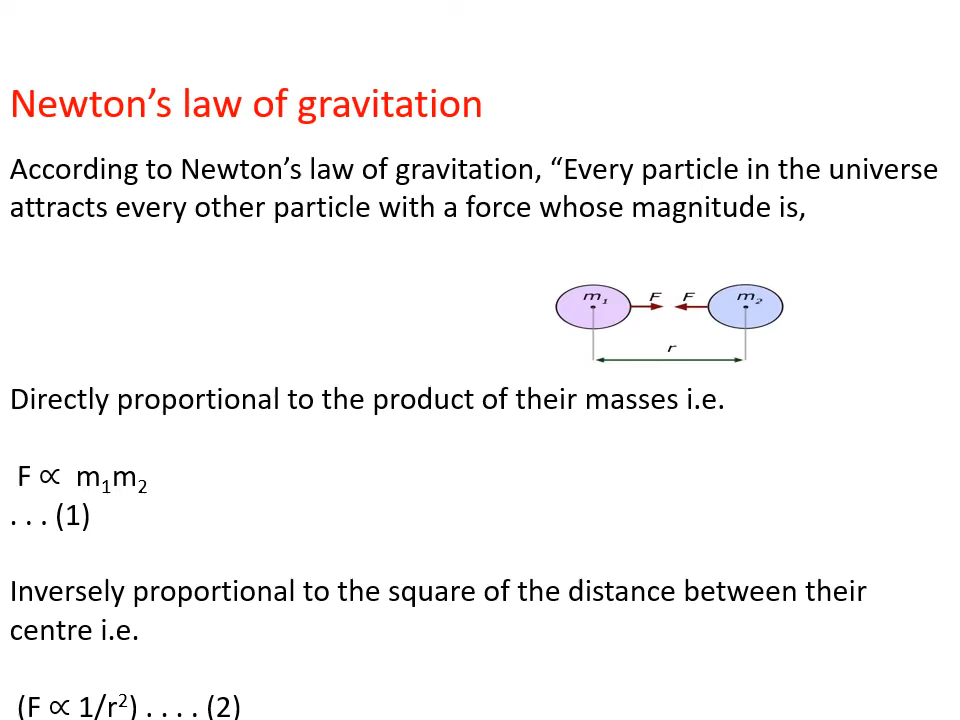 Newton’s law of gravitation
According to Newton’s law of gravitation, “Every particle in the universe
attracts every other particle with a force whose magnitude is,
m₁ F F m₂
r
Directly proportional to the product of their masses i.e.
F ∝ m₁m₂
. . . (1)
Inversely proportional to the square of the distance between their
centre i.e.
(F ∝ 1/r²) . . . . (2)